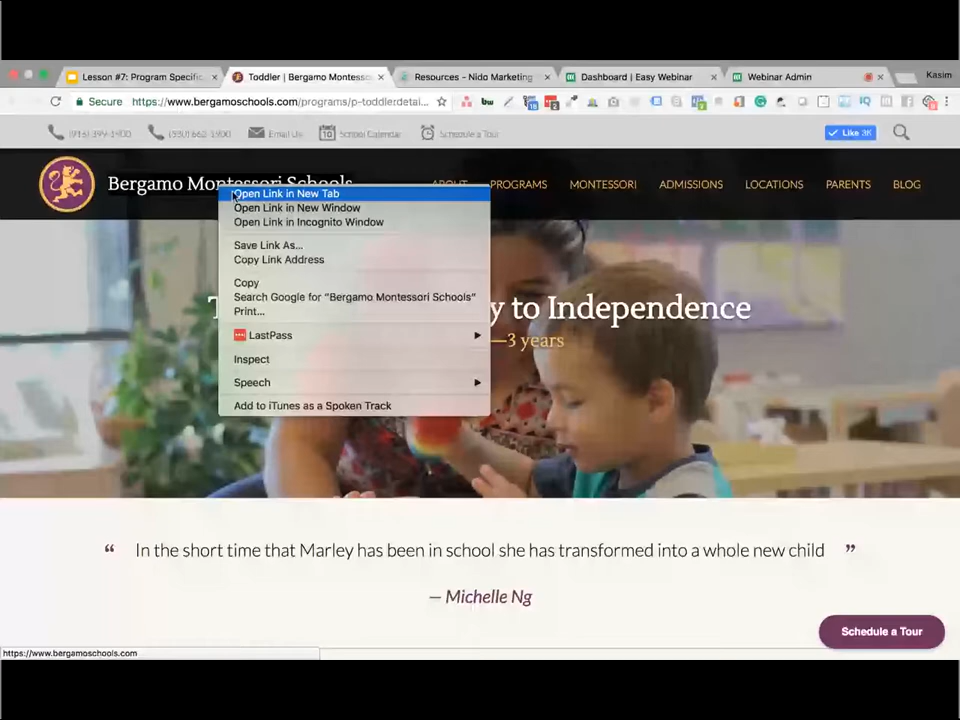 Lesson #7: Program Specific
Toddler | Bergamo Montesso
Resources - Nido Marketing
Dashboard | Easy Webinar
Webinar Admin
Kasim
Secure
https://www.bergamoschools.com/programs/p-toddlerdetai...
(916) 399-1900
Email Us
School Calendar
Schedule a Tour
Like 3K
Bergamo Montessori Schools
ABOUT
PROGRAMS
MONTESSORI
ADMISSIONS
LOCATIONS
PARENTS
BLOG
Open Link in New Tab
Open Link in New Window
Open Link in Incognito Window
Save Link As...
Copy Link Address
Copy
Search Google for “Bergamo Montessori Schools”
Print...
LastPass
Inspect
Speech
Add to iTunes as a Spoken Track
y to Independence
—3 years
“ In the short time that Marley has been in school she has transformed into a whole new child ”
— Michelle Ng
Schedule a Tour
https://www.bergamoschools.com